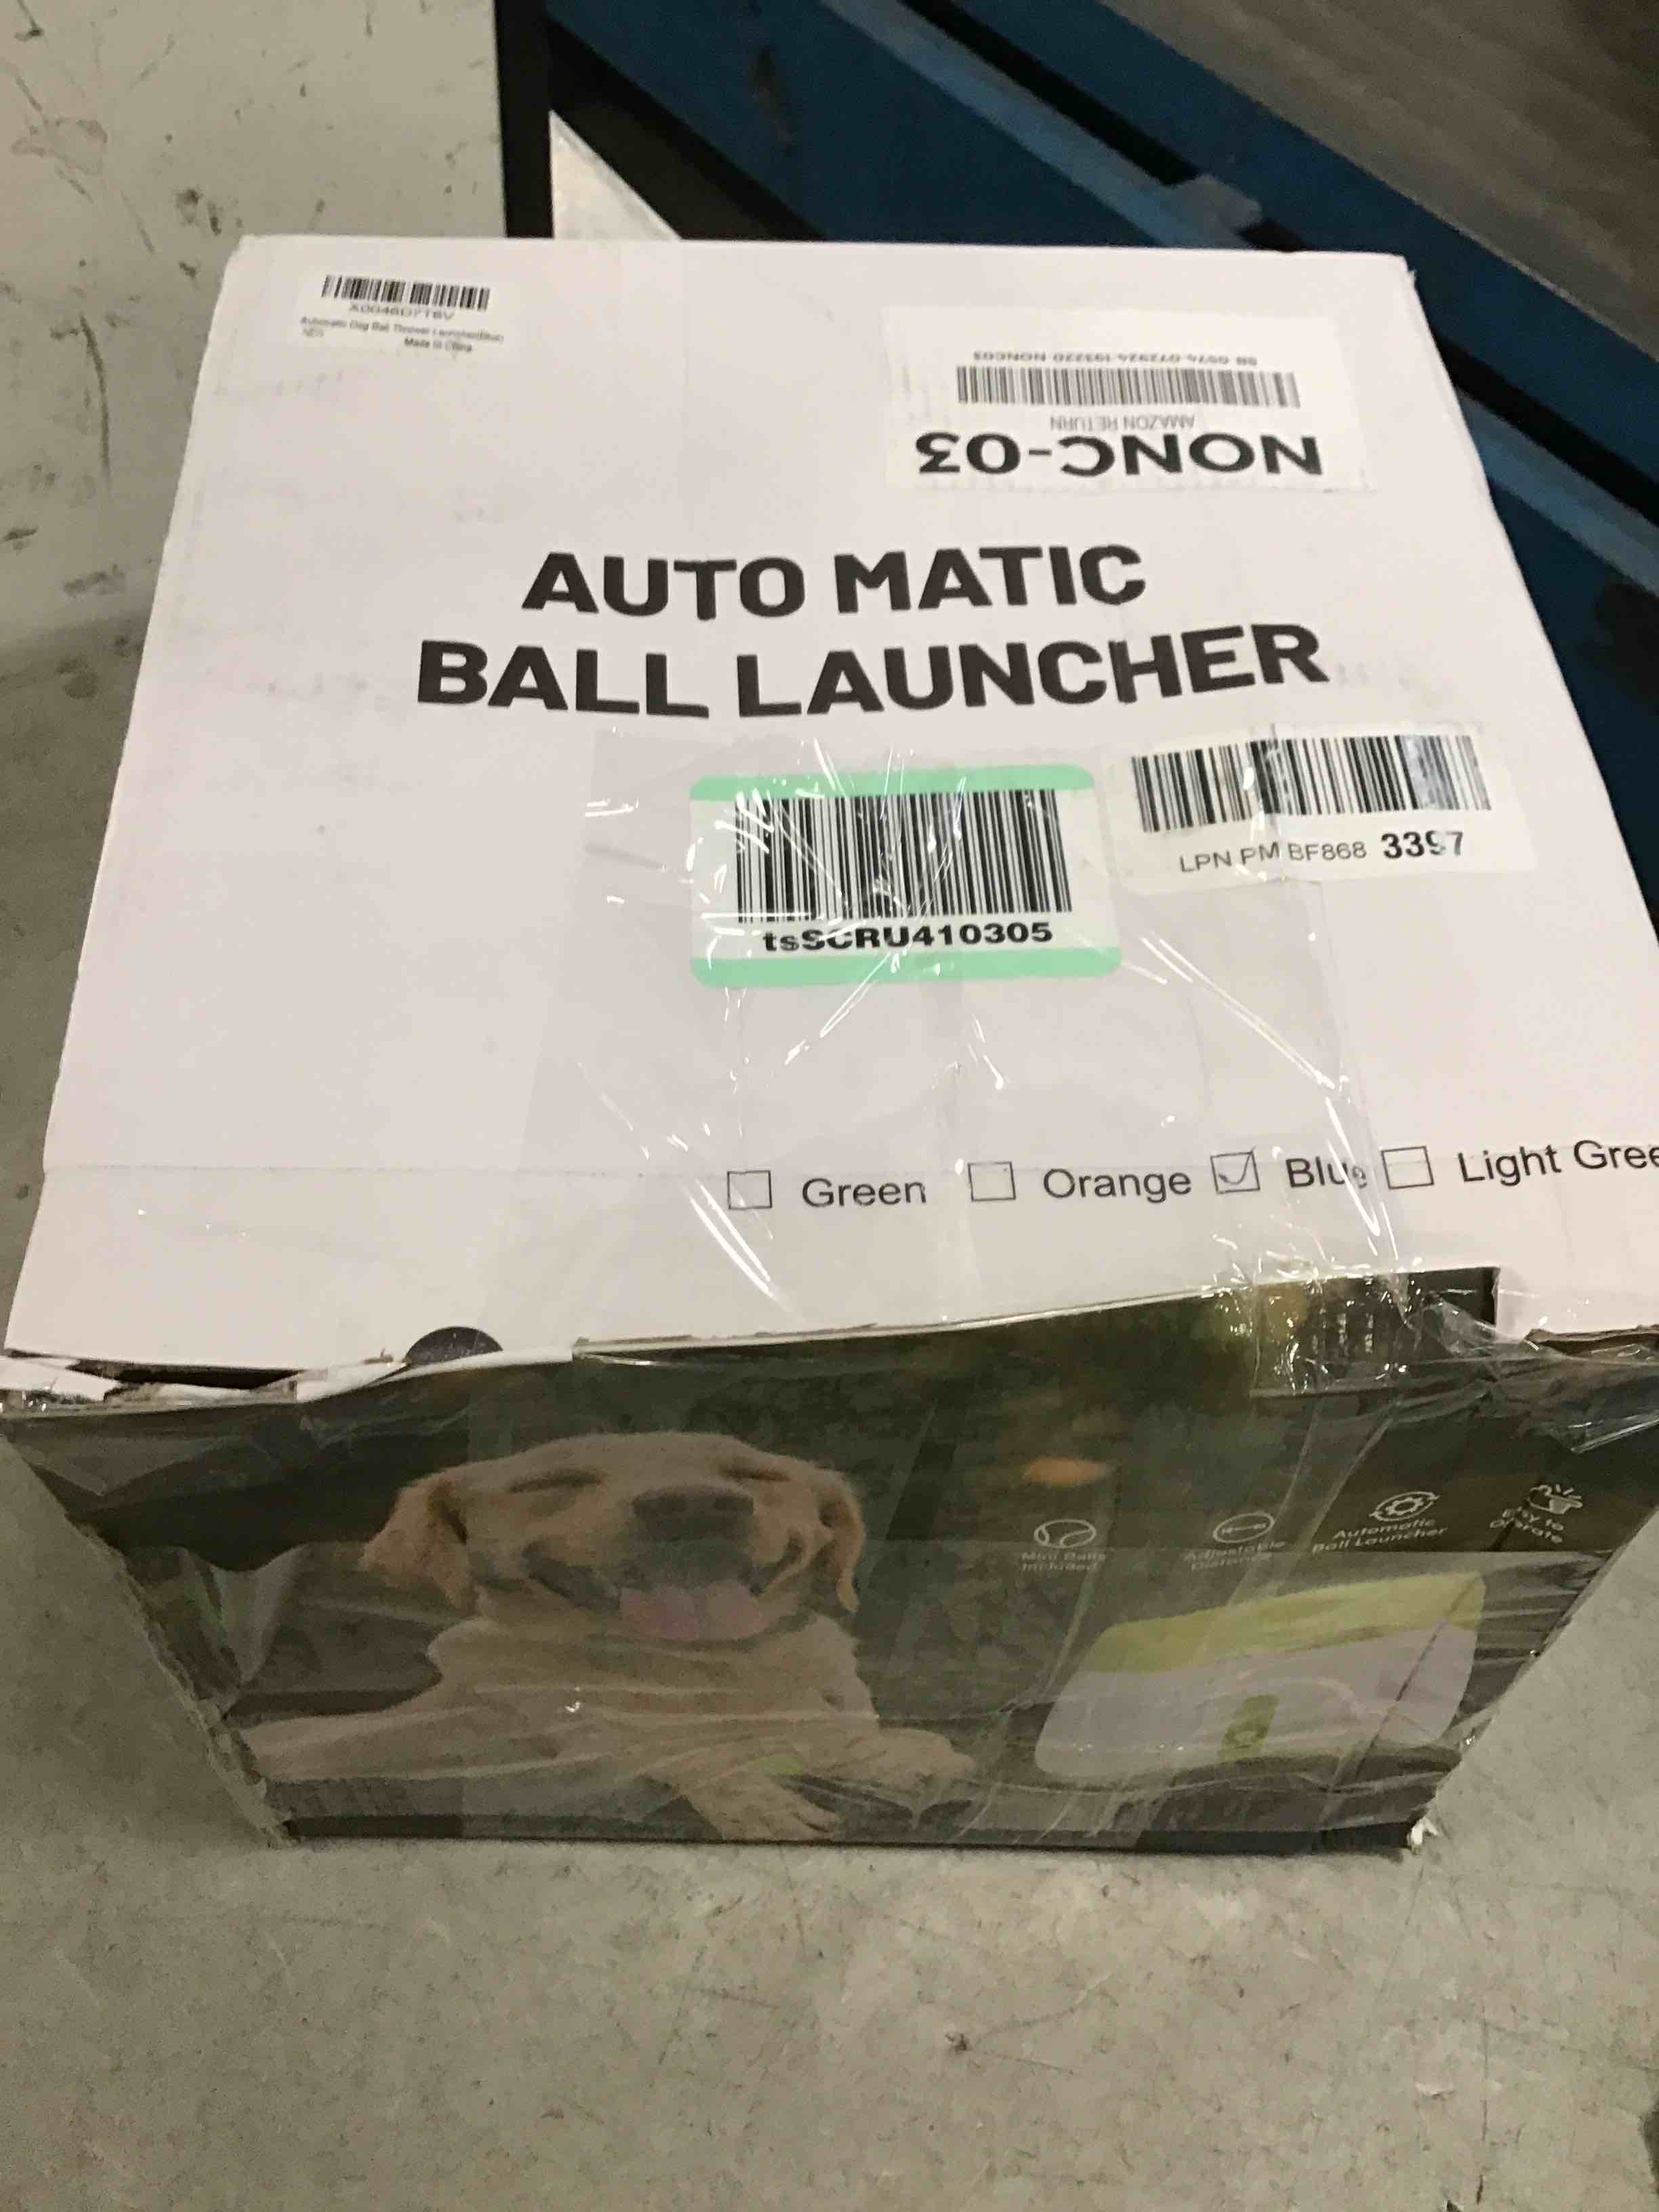 Made in China
AMAZON RETURN
NONC-03
AUTO MATIC
BALL LAUNCHER
tsSCRU410305
LPN PM BF868 3397
Green Orange Blue Light Gree
Mini Balls
Included
Adjustable
Distance
Automatic
Ball Launcher
Easy to
Operate